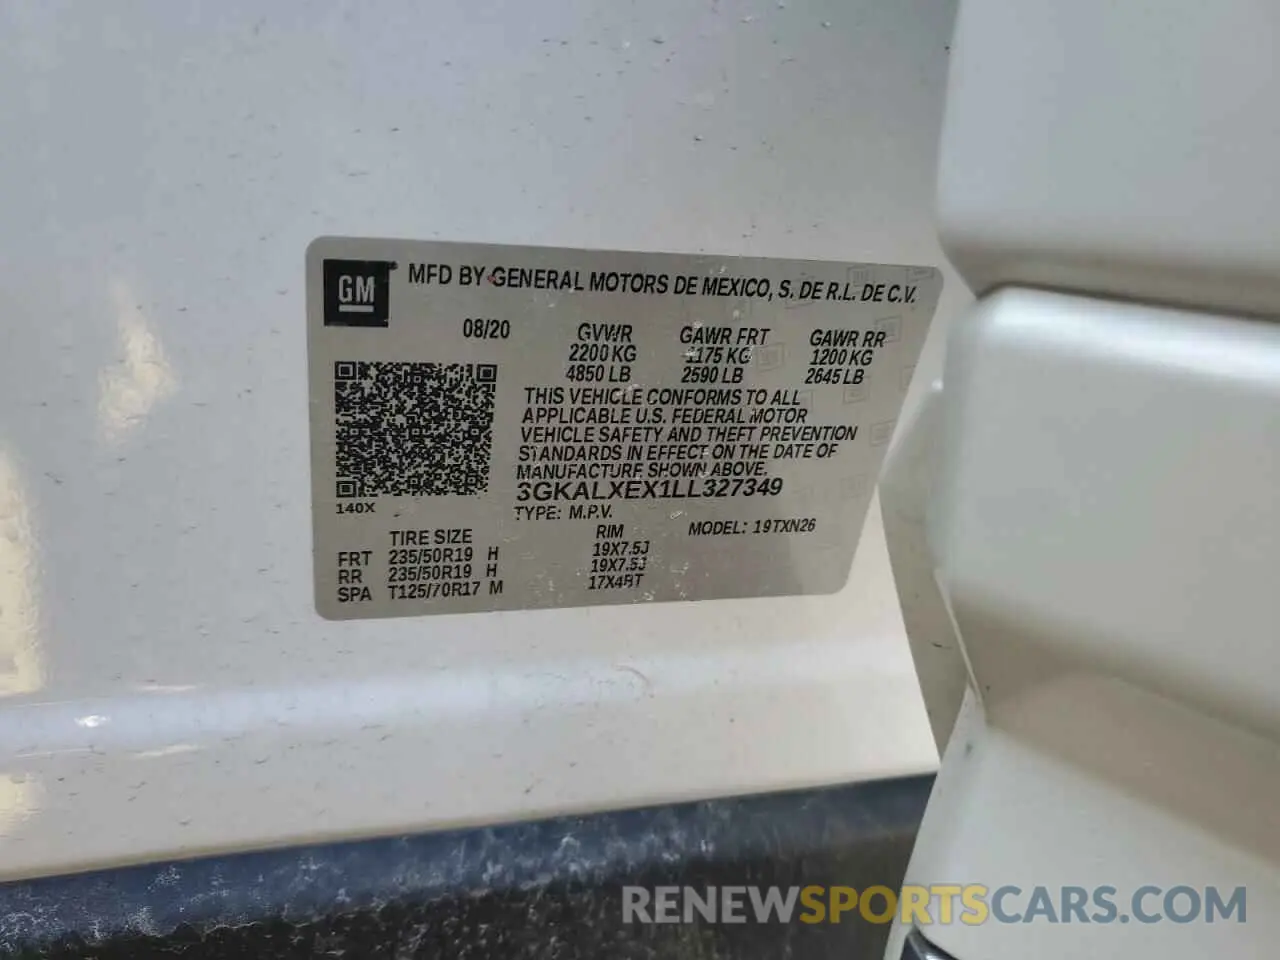 GM MFD BY GENERAL MOTORS DE MEXICO, S. DE R.L. DE C.V.
08/20 GVWR GAWR FRT GAWR RR
2200 KG 1175 KG 1200 KG
4850 LB 2590 LB 2645 LB
THIS VEHICLE CONFORMS TO ALL
APPLICABLE U.S. FEDERAL MOTOR
VEHICLE SAFETY AND THEFT PREVENTION
STANDARDS IN EFFECT ON THE DATE OF
MANUFACTURE SHOWN ABOVE.
3GKALXEX1LL327349
140X
TYPE: M.P.V.
TIRE SIZE RIM MODEL: 19TXN26
FRT 235/50R19 H 19X7.5J
RR 235/50R19 H 19X7.5J
SPA T125/70R17 M 17X4BT
RENEWSPORTSCARS.COM